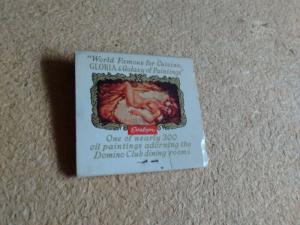 "World Famous for Cuisine,
GLORIA & Galaxy of Paintings"
One of nearly 300
oil paintings adorning the
Domino Club dining rooms